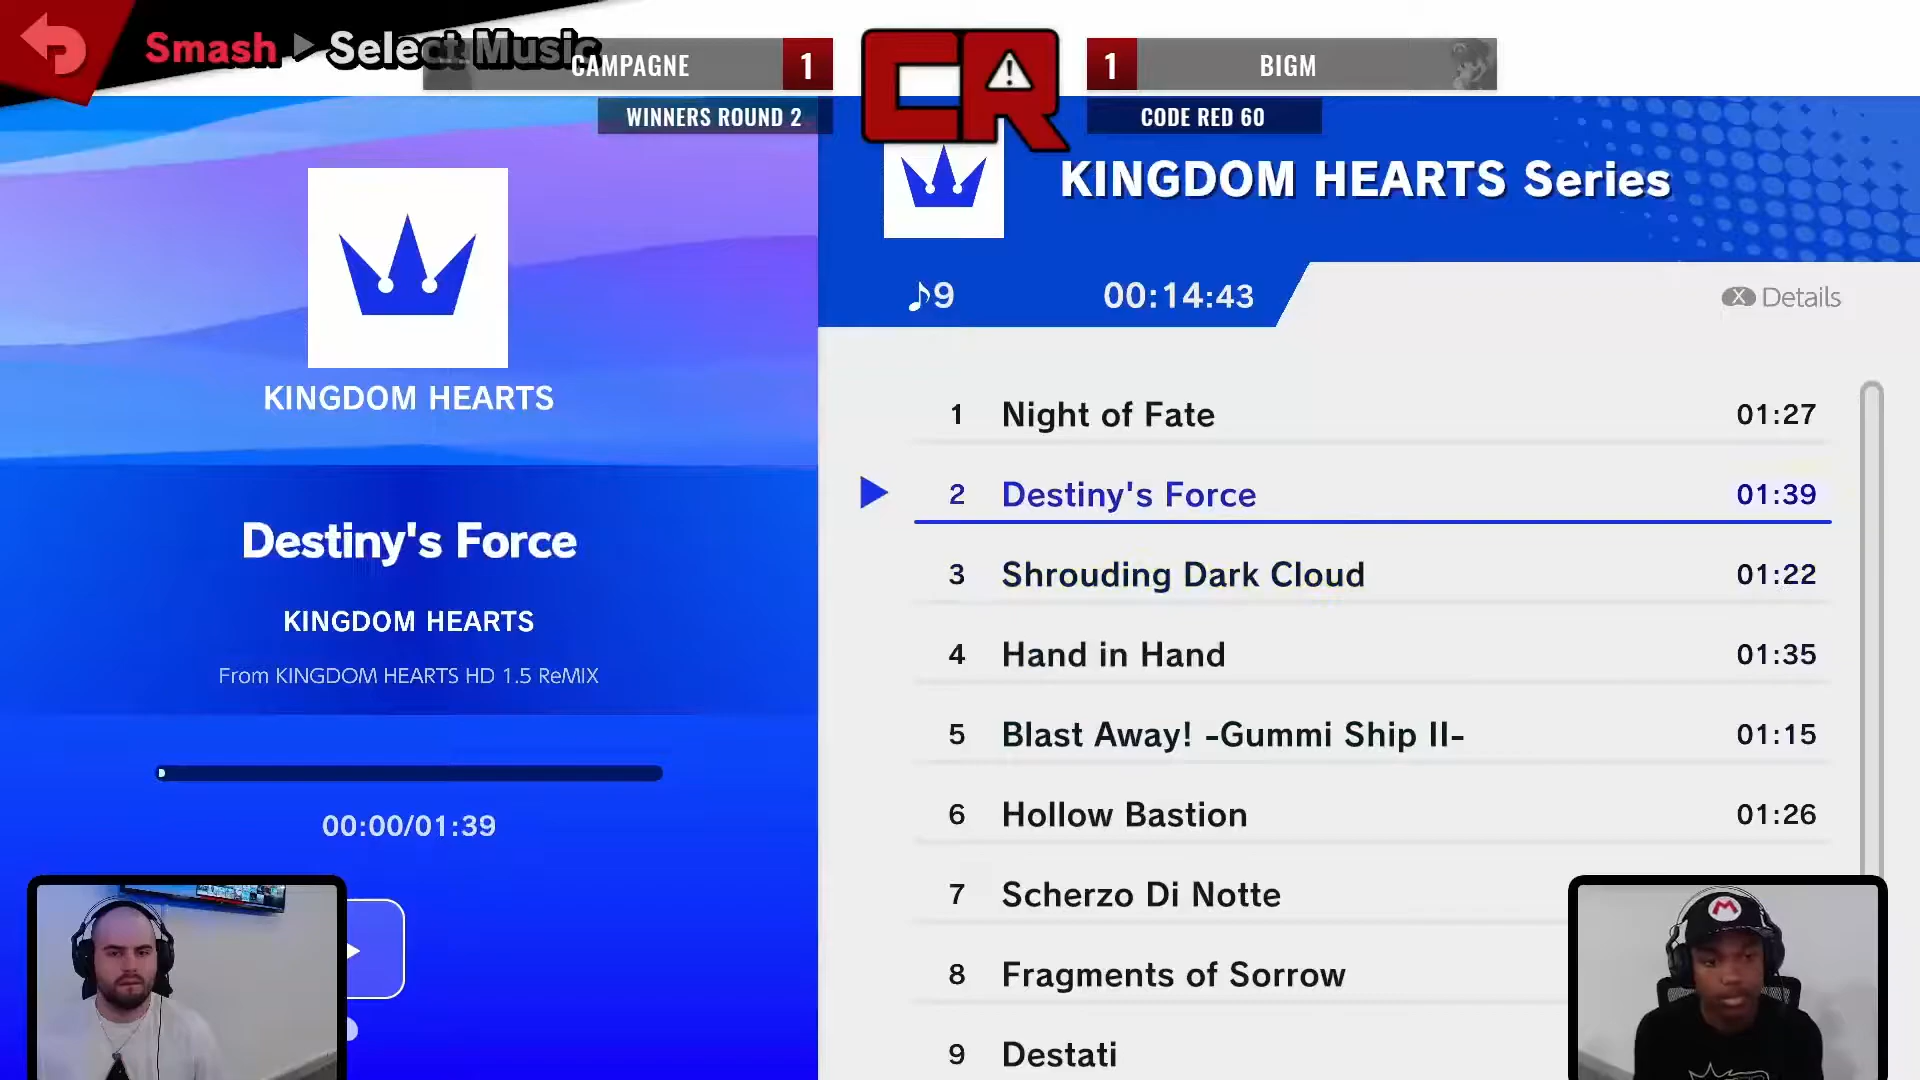 Smash ▶ Select Music
CAMPAGNE 1
CR
1 BIGM
WINNERS ROUND 2
CODE RED 60
KINGDOM HEARTS
Destiny's Force
KINGDOM HEARTS
From KINGDOM HEARTS HD 1.5 ReMIX
00:00/01:39
KINGDOM HEARTS Series
♪9 00:14:43
X Details
1 Night of Fate 01:27
2 Destiny's Force 01:39
3 Shrouding Dark Cloud 01:22
4 Hand in Hand 01:35
5 Blast Away! -Gummi Ship II- 01:15
6 Hollow Bastion 01:26
7 Scherzo Di Notte
8 Fragments of Sorrow
9 Destati
M